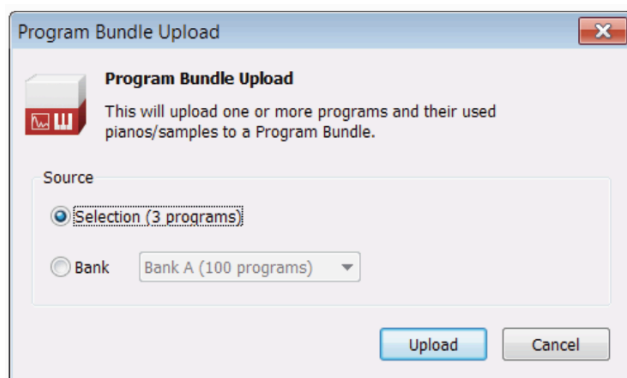 Program Bundle Upload
Program Bundle Upload
This will upload one or more programs and their used
pianos/samples to a Program Bundle.
Source
Selection (3 programs)
Bank Bank A (100 programs)
Upload Cancel